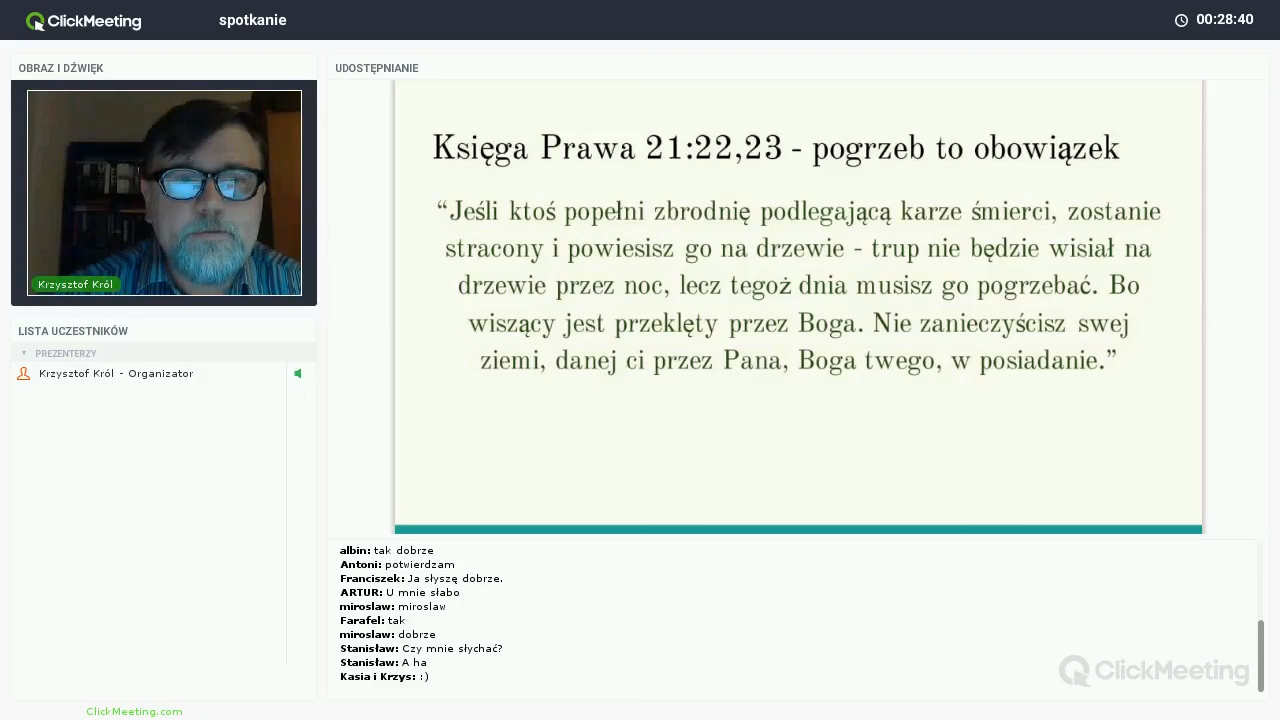 ClickMeeting
spotkanie
00:28:40
OBRAZ I DŹWIĘK
Krzysztof Król
LISTA UCZESTNIKÓW
PREZENTERZY
Krzysztof Król - Organizator
UDOSTĘPNIANIE
Księga Prawa 21:22,23 - pogrzeb to obowiązek
“Jeśli ktoś popełni zbrodnię podlegającą karze śmierci, zostanie
stracony i powiesisz go na drzewie - trup nie będzie wisiał na
drzewie przez noc, lecz tegoż dnia musisz go pogrzebać. Bo
wiszący jest przeklęty przez Boga. Nie zanieczyścisz swej
ziemi, danej ci przez Pana, Boga twego, w posiadanie.”
albin: tak dobrze
Antoni: potwierdzam
Franciszek: Ja słyszę dobrze.
ARTUR: U mnie słabo
miroslaw: miroslaw
Farafel: tak
miroslaw: dobrze
Stanisław: Czy mnie słychać?
Stanisław: A ha
Kasia i Krzys: :)
ClickMeeting
ClickMeeting.com